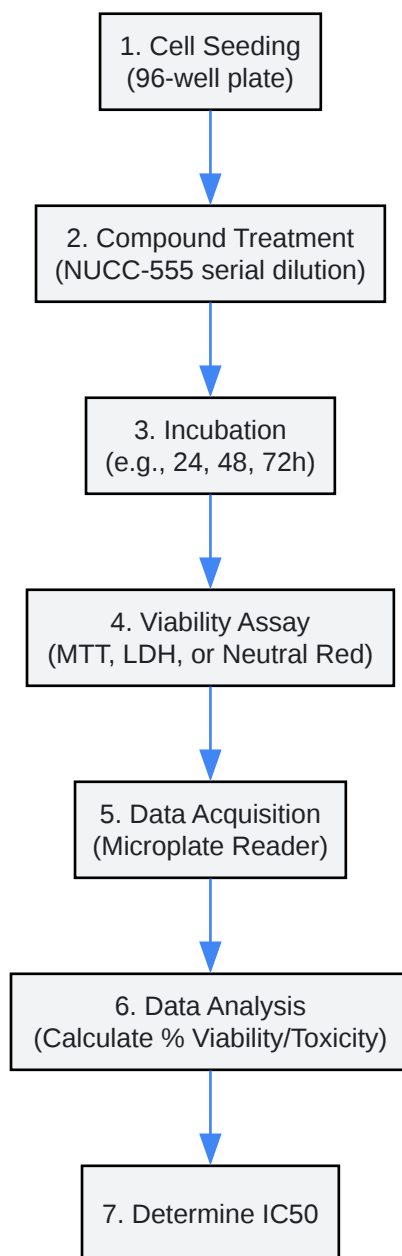 1. Cell Seeding
(96-well plate)
2. Compound Treatment
(NUCC-555 serial dilution)
3. Incubation
(e.g., 24, 48, 72h)
4. Viability Assay
(MTT, LDH, or Neutral Red)
5. Data Acquisition
(Microplate Reader)
6. Data Analysis
(Calculate % Viability/Toxicity)
7. Determine IC50